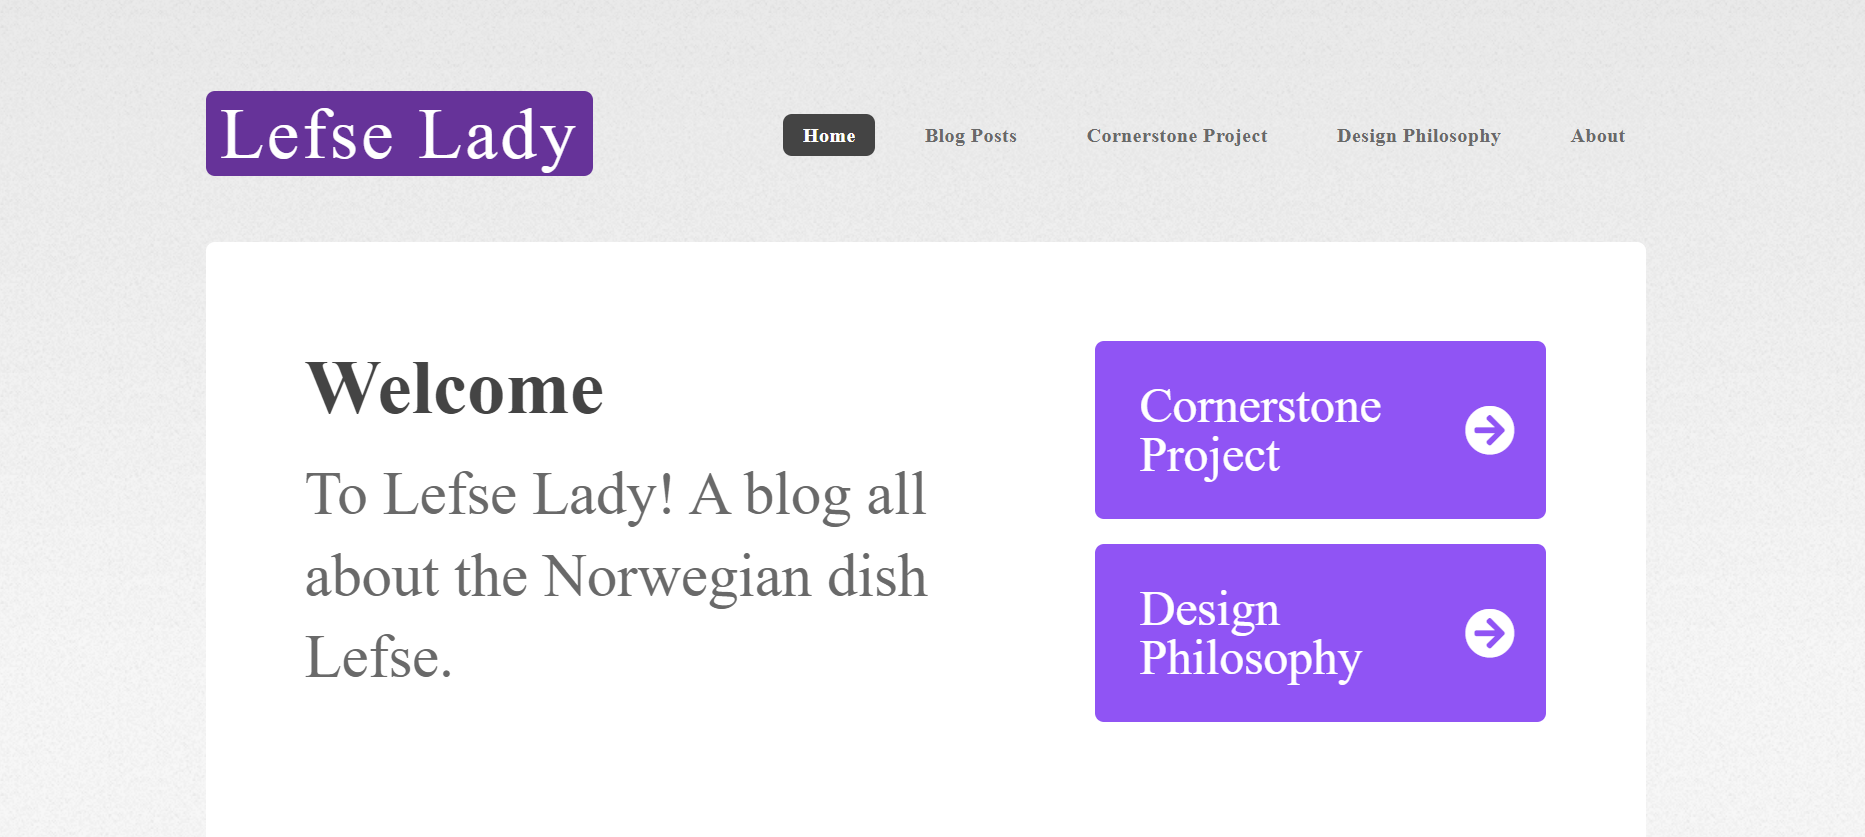 Lefse Lady
Home Blog Posts Cornerstone Project Design Philosophy About
Welcome
To Lefse Lady! A blog all
about the Norwegian dish
Lefse.
Cornerstone
Project
Design
Philosophy